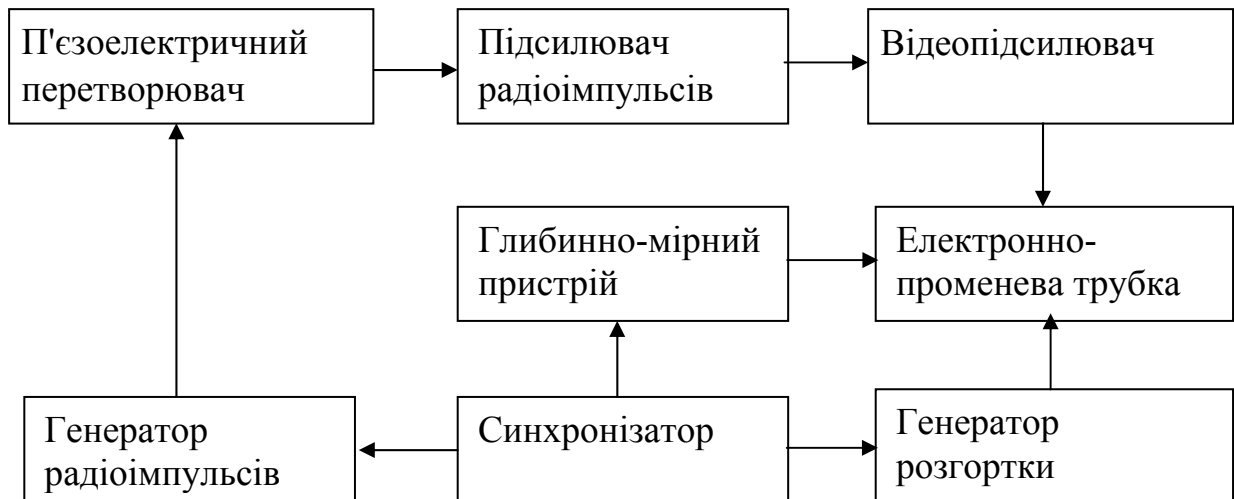 П'єзоелектричний
перетворювач
Підсилювач
радіоімпульсів
Відеопідсилювач
Глибинно-мірний
пристрій
Електронно-
променева трубка
Генератор
радіоімпульсів
Синхронізатор
Генератор
розгортки